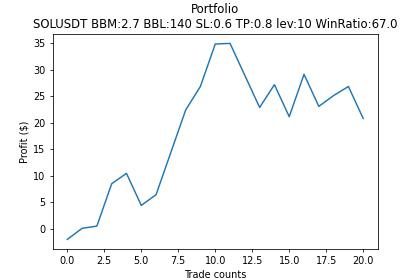 Portfolio
SOLUSDT BBM:2.7 BBL:140 SL:0.6 TP:0.8 lev:10 WinRatio:67.0
35
30
25
20
15
10
5
0
Profit ($)
0.0 2.5 5.0 7.5 10.0 12.5 15.0 17.5 20.0
Trade counts